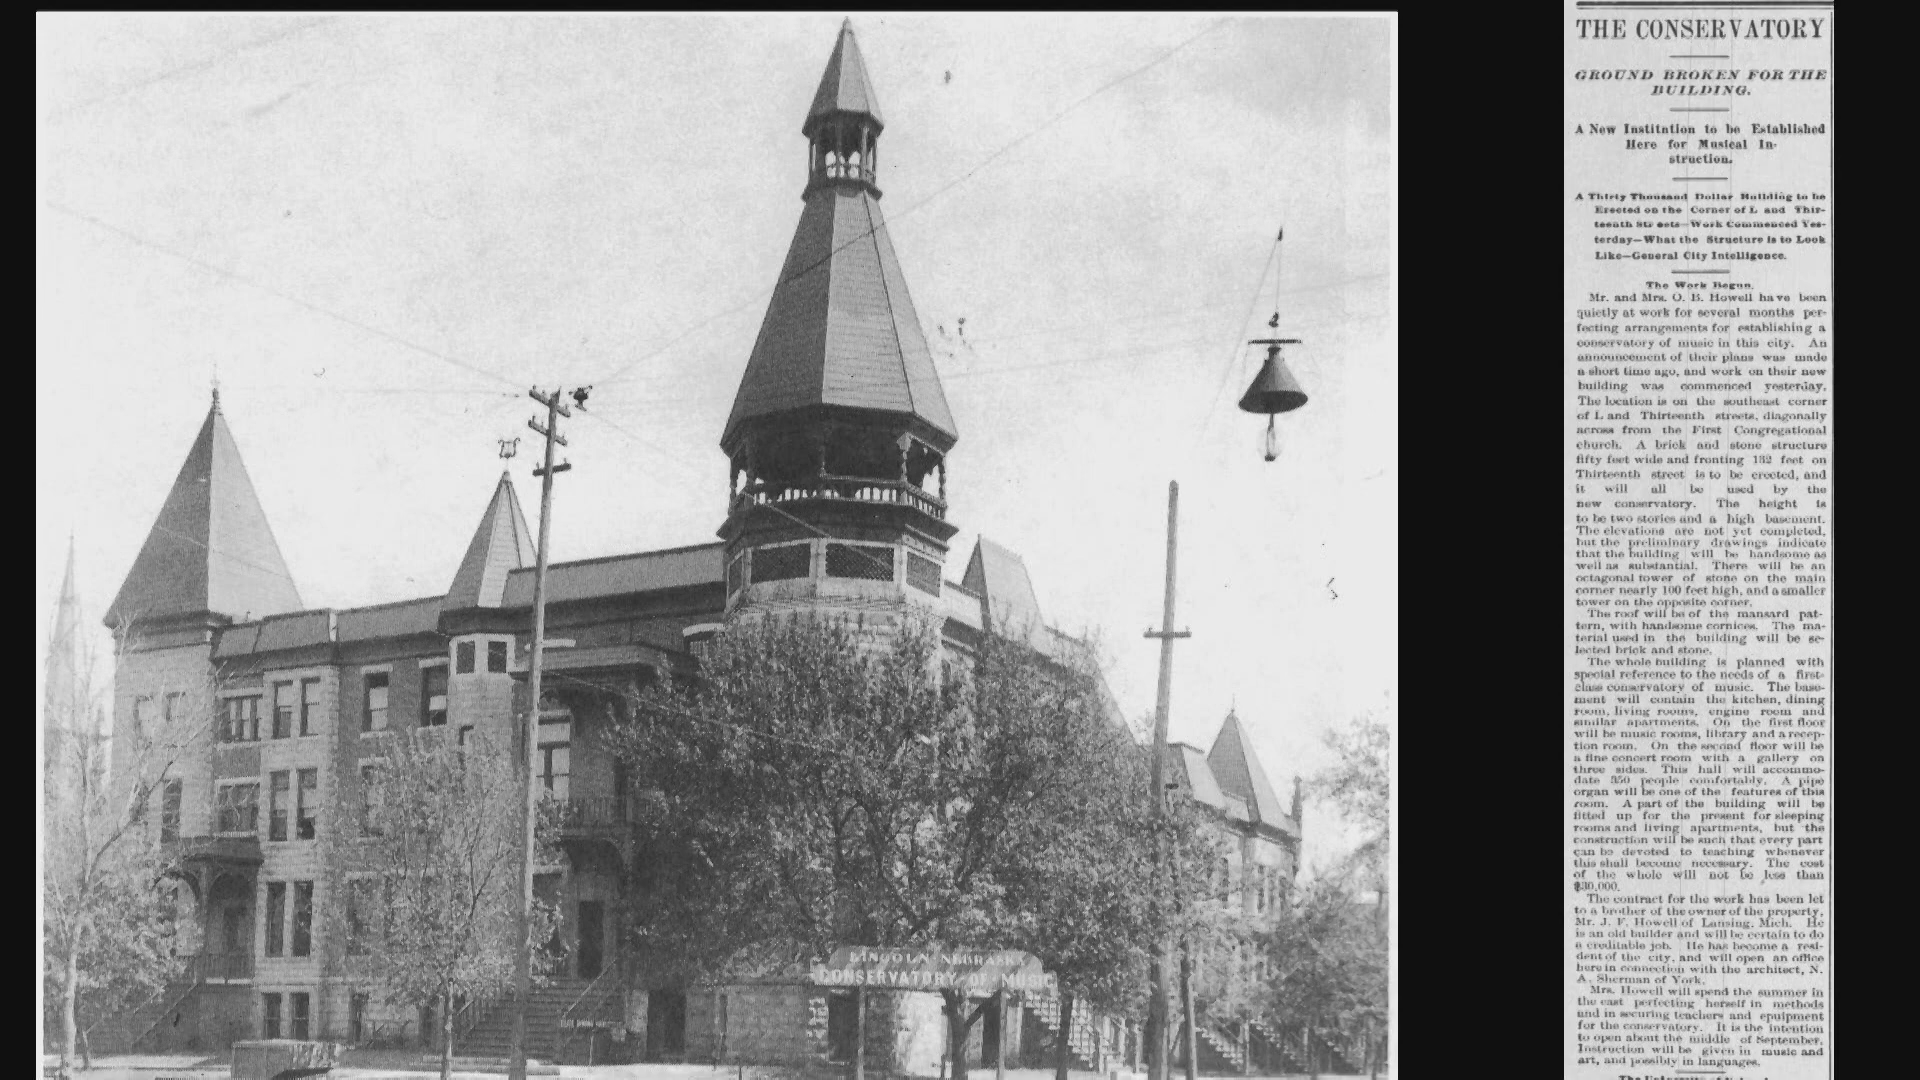 LINCOLN NEBRASKA
CONSERVATORY OF MUSIC
THE CONSERVATORY
GROUND BROKEN FOR THE
BUILDING.
A New Institntion to be Established
Here for Musical In-
struction.
A Thirty Thousand Dollar Building to be
Erected on the Corner of L and Thir-
teenth Streets—Work Commenced Yes-
terday—What the Structure is to Look
Like—General City Intelligence.
The Work Begun.
Mr. and Mrs. O. B. Howell have been
quietly at work for several months per-
fecting arrangements for establishing a
conservatory of music in this city. An
announcement of their plans was made
a short time ago, and work on their new
building was commenced yesterday.
The location is on the southeast corner
of L and Thirteenth streets, diagonally
across from the First Congregational
church. A brick and stone structure
fifty feet wide and fronting 132 feet on
Thirteenth street is to be erected, and
it will all be used by the
new conservatory. The height is
to be two stories and a high basement.
The elevations are not yet completed,
but the preliminary drawings indicate
that the building will be handsome as
well as substantial. There will be an
octagonal tower of stone on the main
corner nearly 100 feet high, and a smaller
tower on the opposite corner.
The roof will be of the mansard pat-
tern, with handsome cornices. The ma-
terial used in the building will be se-
lected brick and stone.
The whole building is planned with
special reference to the needs of a first-
class conservatory of music. The base-
ment will contain the kitchen, dining
room, living rooms, engine room and
similar apartments. On the first floor
will be music rooms, library and a recep-
tion room. On the second floor will be
a fine concert room with a gallery on
three sides. This hall will accommo-
date 350 people comfortably. A pipe
organ will be one of the features of this
room. A part of the building will be
fitted up for the present for sleeping
rooms and living apartments, but the
construction will be such that every part
can be devoted to teaching whenever
this shall become necessary. The cost
of the whole will not be less than
$30,000.
The contract for the work has been let
to a brother of the owner of the property,
Mr. J. F. Howell of Lansing, Mich. He
is an old builder and will be certain to do
a creditable job. He has become a resi-
dent of the city, and will open an office
here in connection with the architect, N.
A. Sherman of York.
Mrs. Howell will spend the summer in
the east perfecting herself in methods
and in securing teachers and equipment
for the conservatory. It is the intention
to open about the middle of September.
Instruction will be given in music and
art, and possibly in languages.